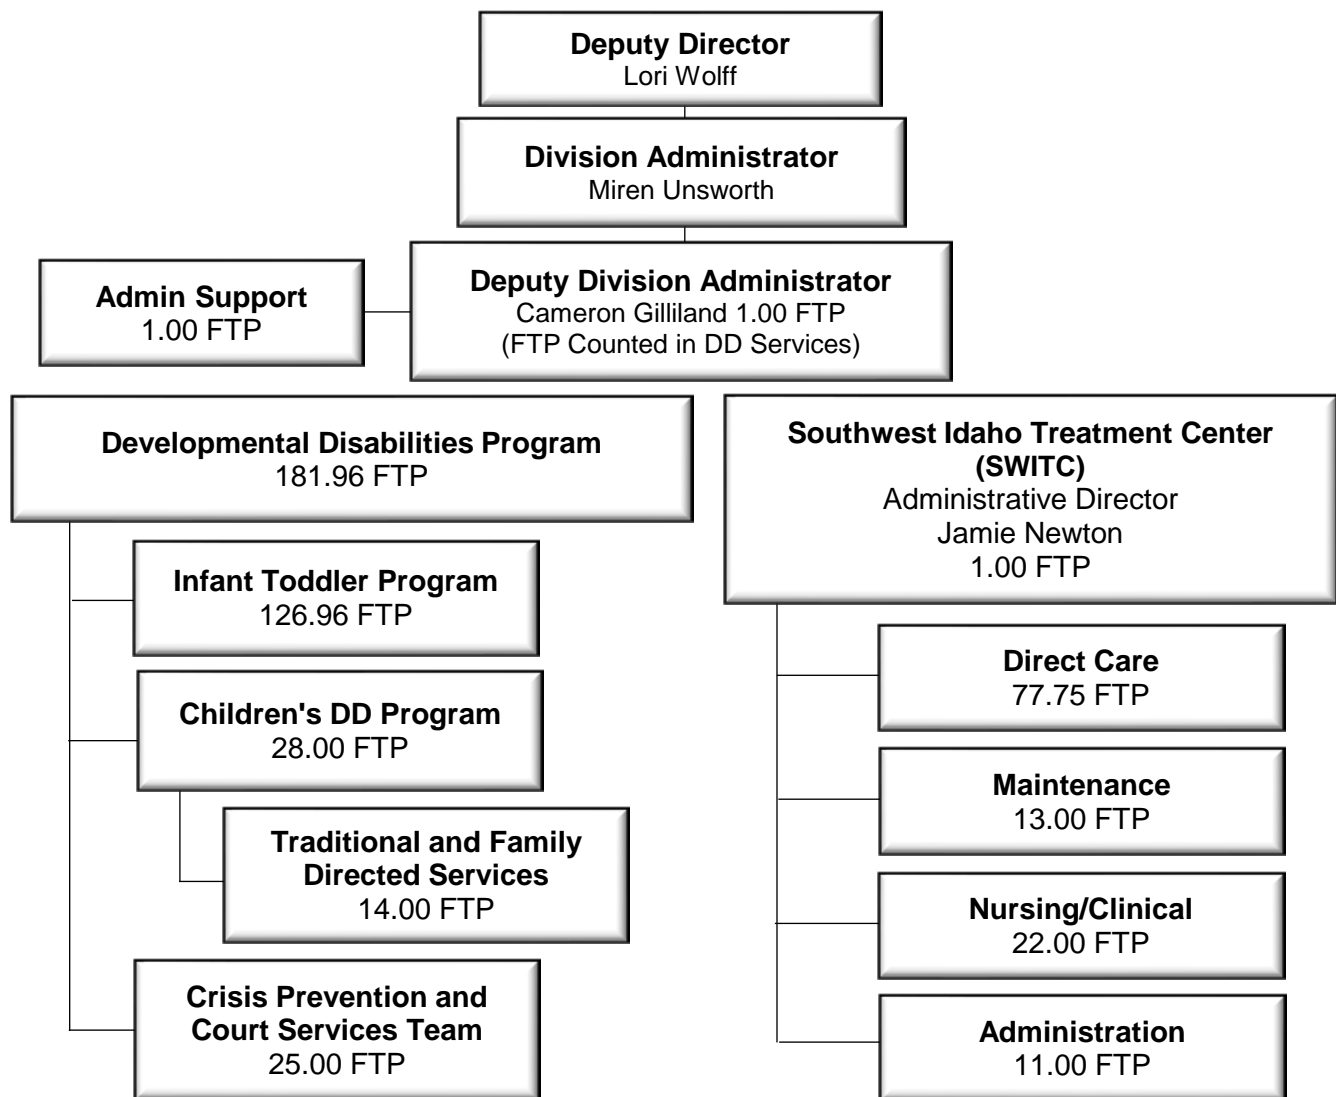 Deputy Director
Lori Wolff
Division Administrator
Miren Unsworth
Admin Support
1.00 FTP
Deputy Division Administrator
Cameron Gilliland 1.00 FTP
(FTP Counted in DD Services)
Developmental Disabilities Program
181.96 FTP
Infant Toddler Program
126.96 FTP
Children's DD Program
28.00 FTP
Traditional and Family
Directed Services
14.00 FTP
Crisis Prevention and
Court Services Team
25.00 FTP
Southwest Idaho Treatment Center
(SWITC)
Administrative Director
Jamie Newton
1.00 FTP
Direct Care
77.75 FTP
Maintenance
13.00 FTP
Nursing/Clinical
22.00 FTP
Administration
11.00 FTP